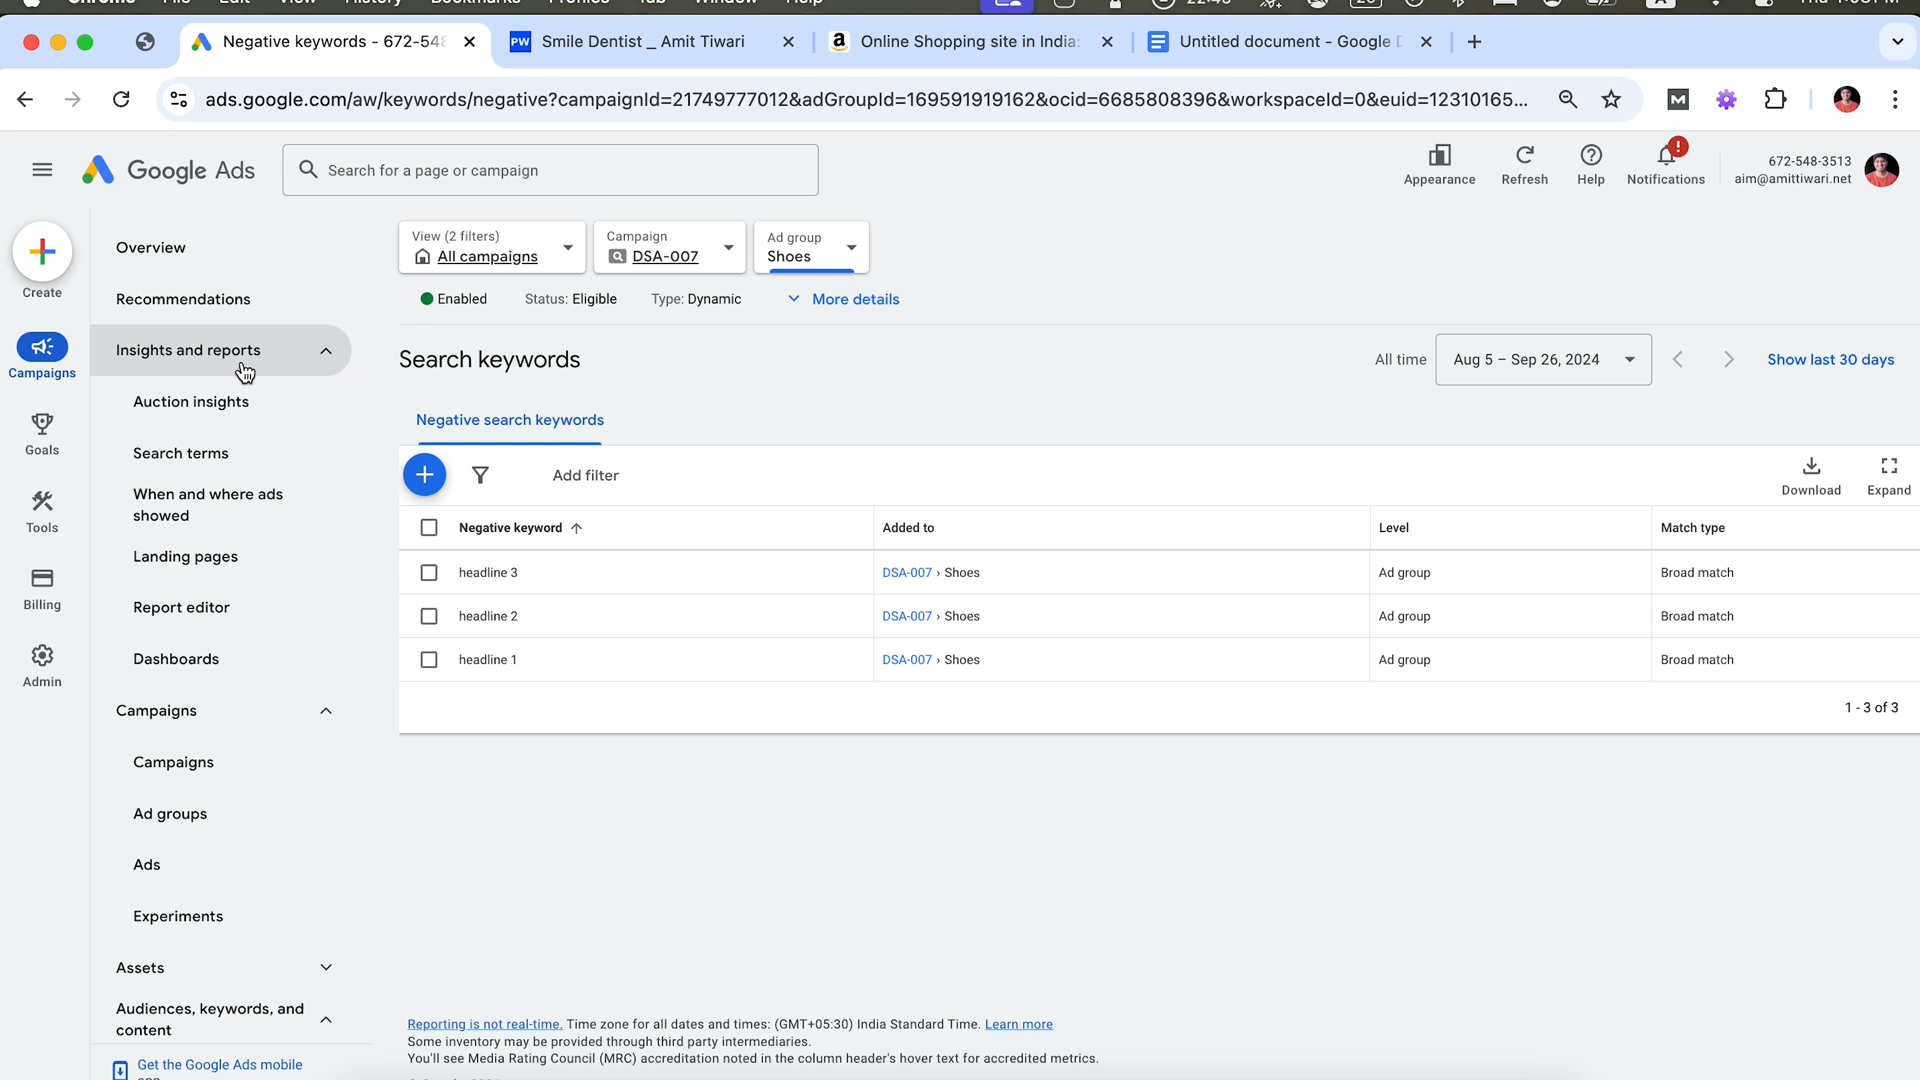 Negative keywords - 672-548
Smile Dentist _ Amit Tiwari
Online Shopping site in India:
Untitled document - Google D
ads.google.com/aw/keywords/negative?campaignId=21749777012&adGroupId=169591919162&ocid=6685808396&workspaceId=0&euid=12310165...
Google Ads
Search for a page or campaign
Appearance
Refresh
Help
Notifications
672-548-3513
aim@amittiwari.net
Create
Campaigns
Goals
Tools
Billing
Admin
Overview
Recommendations
Insights and reports
Auction insights
Search terms
When and where ads
showed
Landing pages
Report editor
Dashboards
Campaigns
Campaigns
Ad groups
Ads
Experiments
Assets
Audiences, keywords, and
content
Get the Google Ads mobile
View (2 filters)
All campaigns
Campaign
DSA-007
Ad group
Shoes
Enabled
Status: Eligible
Type: Dynamic
More details
Search keywords
All time
Aug 5 – Sep 26, 2024
Show last 30 days
Negative search keywords
Add filter
Download
Expand
Negative keyword Added to Level Match type
headline 3 DSA-007 › Shoes Ad group Broad match
headline 2 DSA-007 › Shoes Ad group Broad match
headline 1 DSA-007 › Shoes Ad group Broad match
1 - 3 of 3
Reporting is not real-time. Time zone for all dates and times: (GMT+05:30) India Standard Time. Learn more
Some inventory may be provided through third party intermediaries.
You'll see Media Rating Council (MRC) accreditation noted in the column header's hover text for accredited metrics.